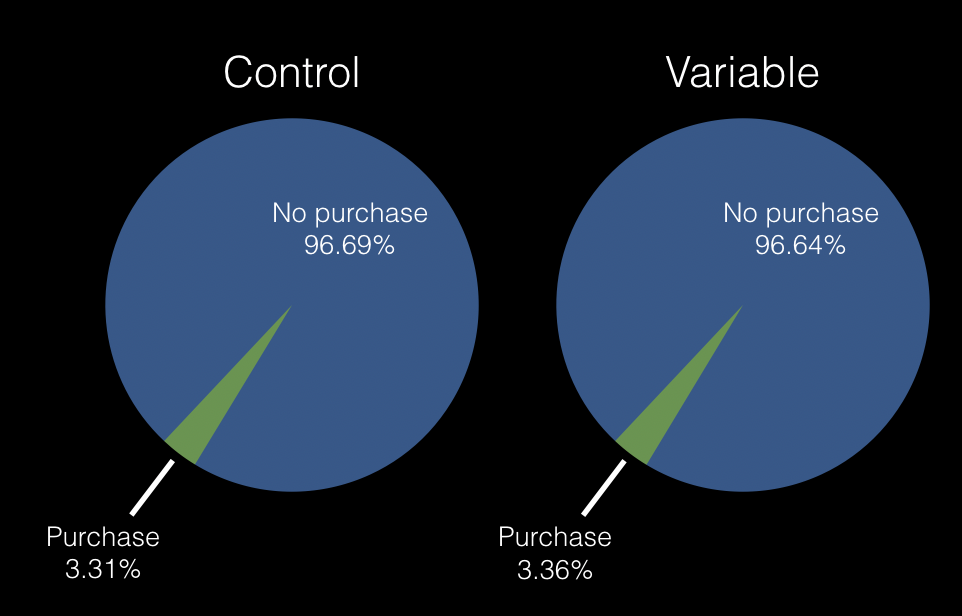 Control
No purchase
96.69%
Purchase
3.31%
Variable
No purchase
96.64%
Purchase
3.36%